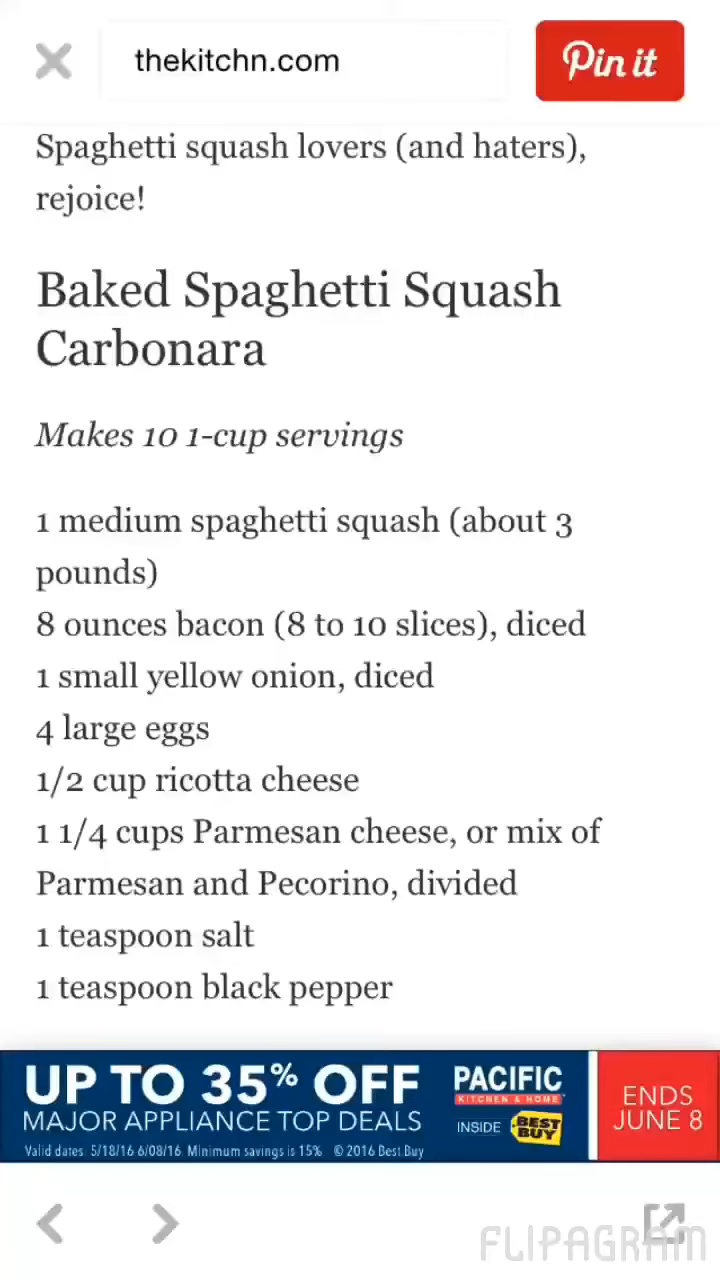 thekitchn.com
Pin it
Spaghetti squash lovers (and haters),
rejoice!
Baked Spaghetti Squash
Carbonara
Makes 10 1-cup servings
1 medium spaghetti squash (about 3
pounds)
8 ounces bacon (8 to 10 slices), diced
1 small yellow onion, diced
4 large eggs
1/2 cup ricotta cheese
1 1/4 cups Parmesan cheese, or mix of
Parmesan and Pecorino, divided
1 teaspoon salt
1 teaspoon black pepper
UP TO 35% OFF
MAJOR APPLIANCE TOP DEALS
Valid dates 5/18/16 6/08/16 Minimum savings is 15% © 2016 Best Buy
PACIFIC
KITCHEN & HOME
INSIDE BEST BUY
ENDS
JUNE 8
FLIPAGRAM